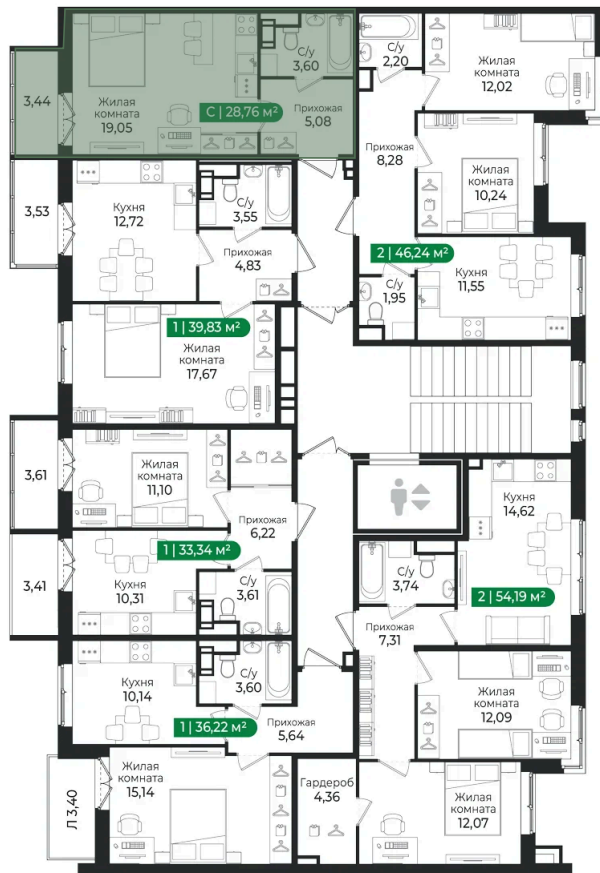 3,44
Жилая
комната
19,05
С/у
3,60
С | 28,76 м²
Прихожая
5,08
С/у
2,20
Жилая
комната
12,02
Прихожая
8,28
Жилая
комната
10,24
3,53
Кухня
12,72
С/у
3,55
Прихожая
4,83
2 | 46,24 м²
С/у
1,95
11,55
1 | 39,83 м²
Жилая
комната
17,67
3,61
Жилая
комната
11,10
Прихожая
6,22
1 | 33,34 м²
3,41
Кухня
10,31
С/у
3,61
Кухня
14,62
С/у
3,74
2 | 54,19 м²
Прихожая
7,31
Кухня
10,14
С/у
3,60
1 | 36,22 м²
Прихожая
5,64
Жилая
комната
12,09
Л 3,40
Жилая
комната
15,14
Гардероб
4,36
Жилая
комната
12,07